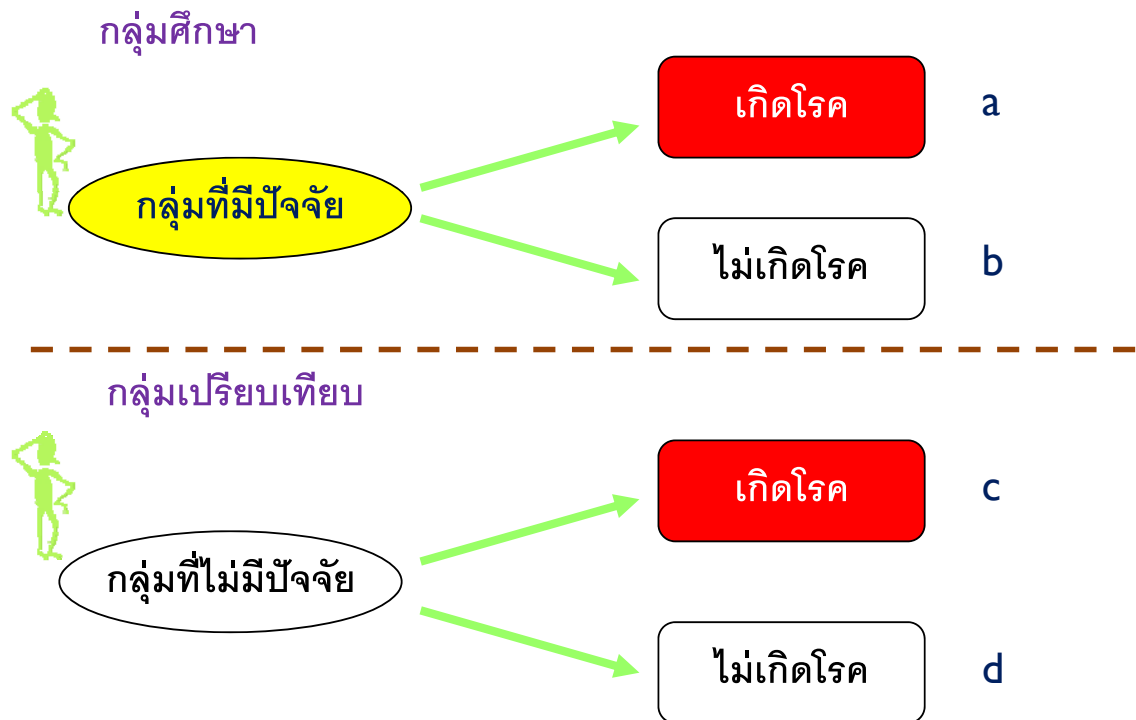 กลุ่มศึกษา
กลุ่มที่มีปัจจัย
เกิดโรค a
ไม่เกิดโรค b
กลุ่มเปรียบเทียบ
กลุ่มที่ไม่มีปัจจัย
เกิดโรค c
ไม่เกิดโรค d